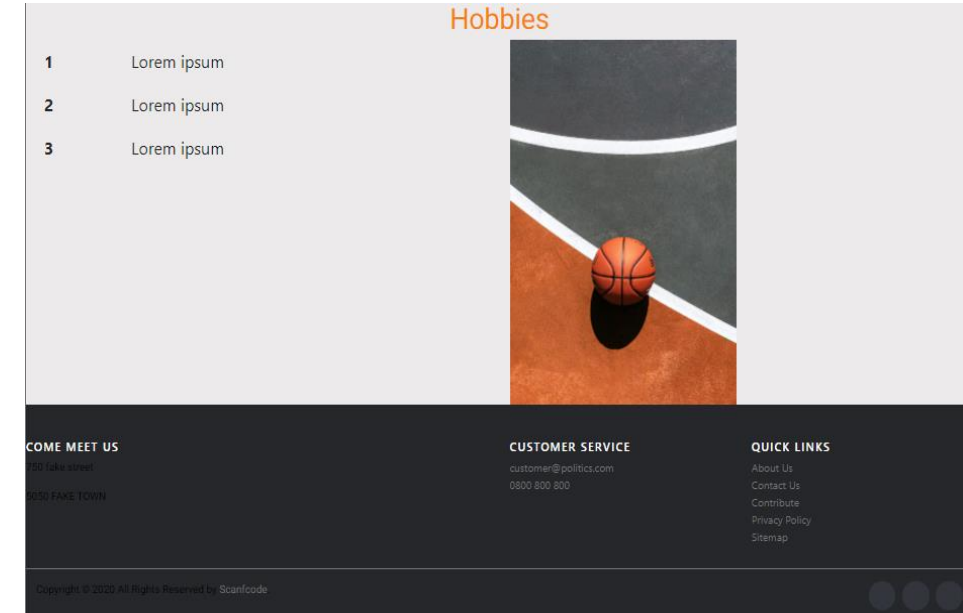 Hobbies
1 Lorem ipsum
2 Lorem ipsum
3 Lorem ipsum
COME MEET US
750 fake street
5050 FAKE TOWN
CUSTOMER SERVICE
customer@politics.com
0800 800 800
QUICK LINKS
About Us
Contact Us
Contribute
Privacy Policy
Sitemap
Copyright © 2020 All Rights Reserved by Scanfcode